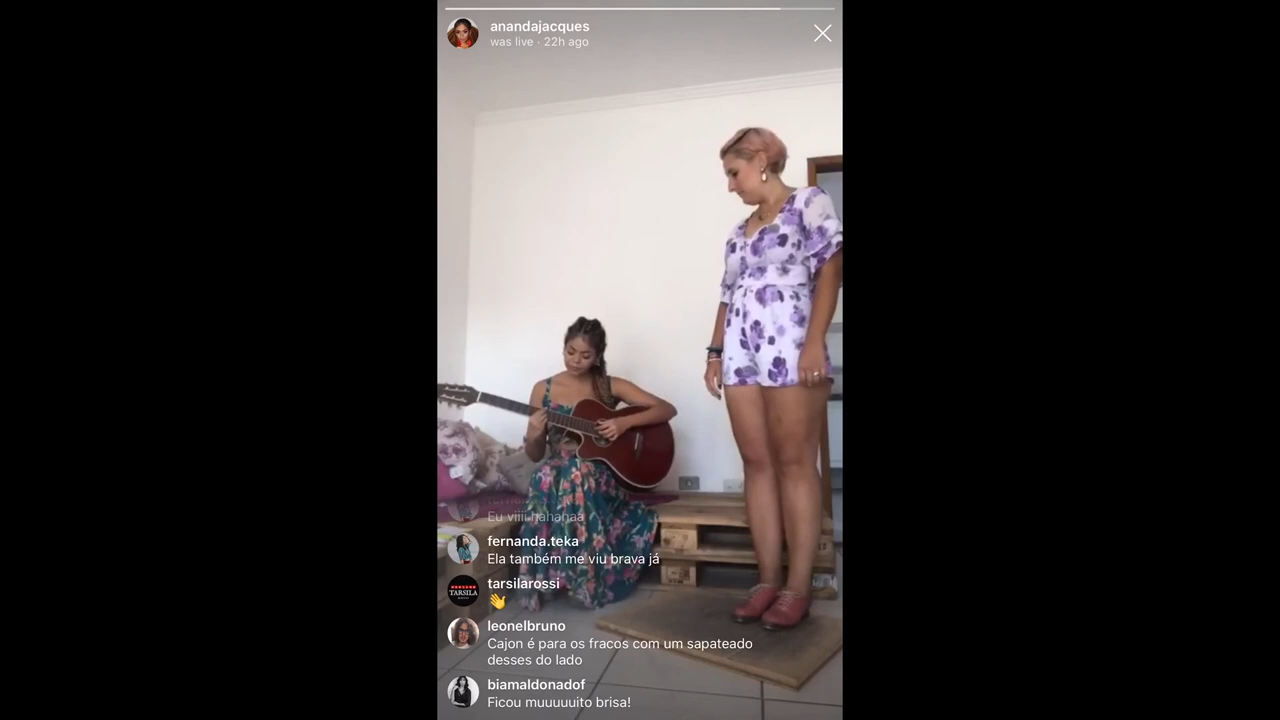 anandajacques
was live · 22h ago
Eu viiii hahahaa
fernanda.teka
Ela também me viu brava já
tarsilarossi
👋
TARSILA
leonelbruno
Cajon é para os fracos com um sapateado
desses do lado
biamaldonadof
Ficou muuuuuito brisa!